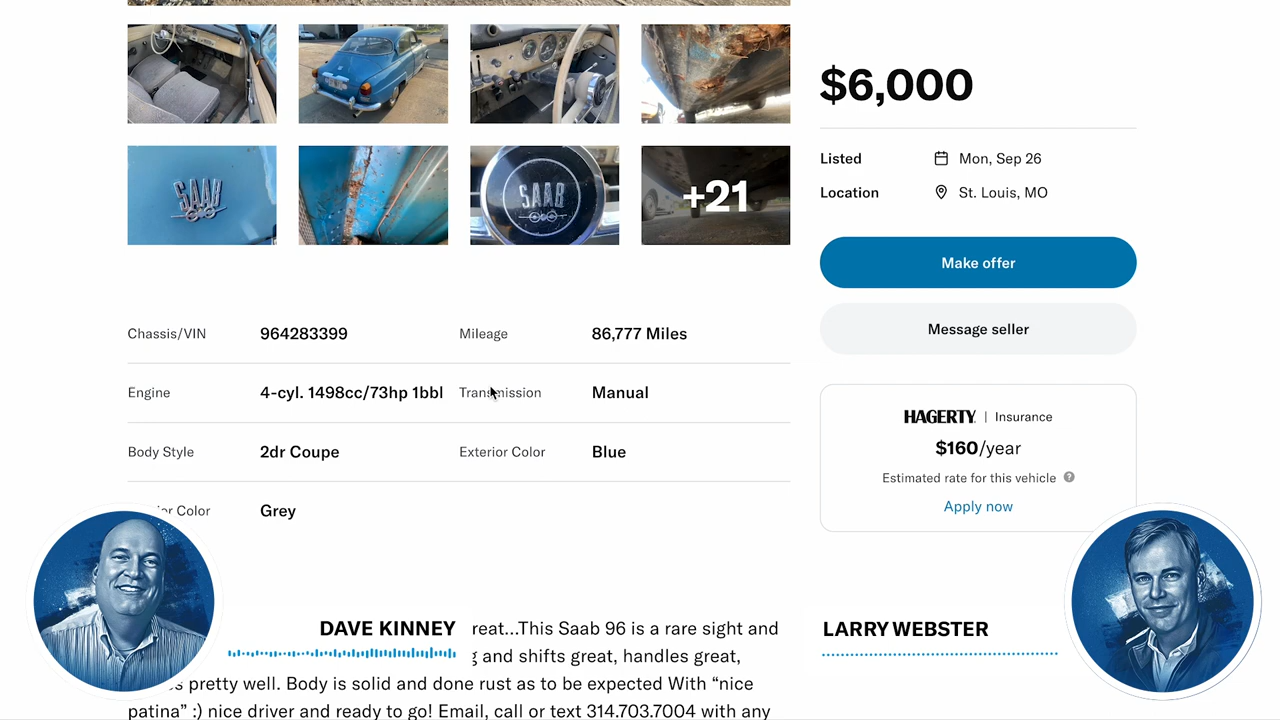 $6,000
SAAB
SAAB
+21
Listed
Mon, Sep 26
Location
St. Louis, MO
Make offer
Message seller
Chassis/VIN 964283399 Mileage 86,777 Miles
Engine 4-cyl. 1498cc/73hp 1bbl Transmission Manual
Body Style 2dr Coupe Exterior Color Blue
Color Grey
HAGERTY | Insurance
$160/year
Estimated rate for this vehicle ?
Apply now
DAVE KINNEY
LARRY WEBSTER
reat...This Saab 96 is a rare sight and
g and shifts great, handles great,
pretty well. Body is solid and done rust as to be expected With “nice
patina” :) nice driver and ready to go! Email, call or text 314.703.7004 with any